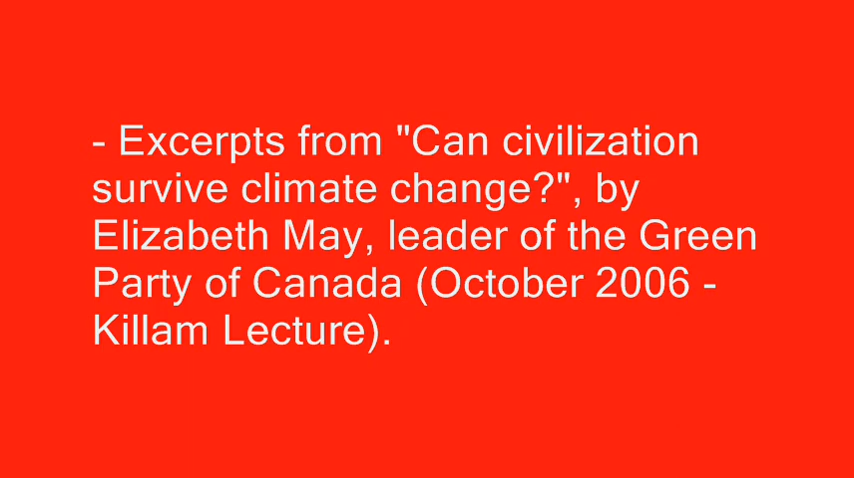 - Excerpts from "Can civilization
survive climate change?", by
Elizabeth May, leader of the Green
Party of Canada (October 2006 -
Killam Lecture).